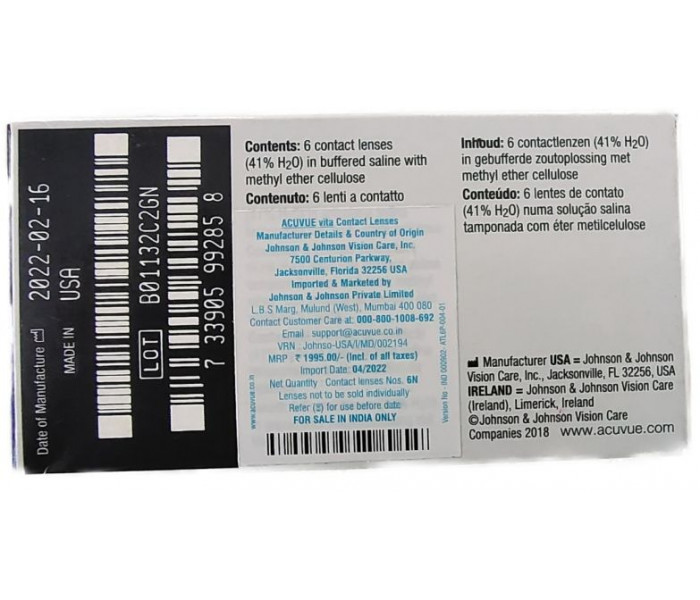 Date of Manufacture 2022-02-16
MADE IN USA
LOT B01132C2GN
7 33905 99285 8
Contents: 6 contact lenses
(41% H2O) in buffered saline with
methyl ether cellulose
Contenuto: 6 lenti a contatto
ACUVUE vita Contact Lenses
Manufacturer Details & Country of Origin
Johnson & Johnson Vision Care, Inc.
7500 Centurion Parkway,
Jacksonville, Florida 32256 USA
Imported & Marketed by
Johnson & Johnson Private Limited
L.B.S Marg, Mulund (West), Mumbai 400 080
Contact Customer Care at: 000-800-1008-692
Email : support@acuvue.co.in
VRN : Johnso-USA/I/MD/002194
MRP : ₹ 1995.00/- (Incl. of all taxes)
Import Date: 04/2022
Net Quantity : Contact lenses Nos. 6N
Lenses not to be sold individually
Refer (⌛) for use before date
FOR SALE IN INDIA ONLY
www.acuvue.co.in
Inhoud: 6 contactlenzen (41% H2O)
in gebufferde zoutoplossing met
methyl ether cellulose
Conteúdo: 6 lentes de contato
(41% H2O) numa solução salina
tamponada com éter metilcelulose
Manufacturer USA = Johnson & Johnson
Vision Care, Inc., Jacksonville, FL 32256, USA
IRELAND = Johnson & Johnson Vision Care
(Ireland), Limerick, Ireland
©Johnson & Johnson Vision Care
Companies 2018 www.acuvue.com